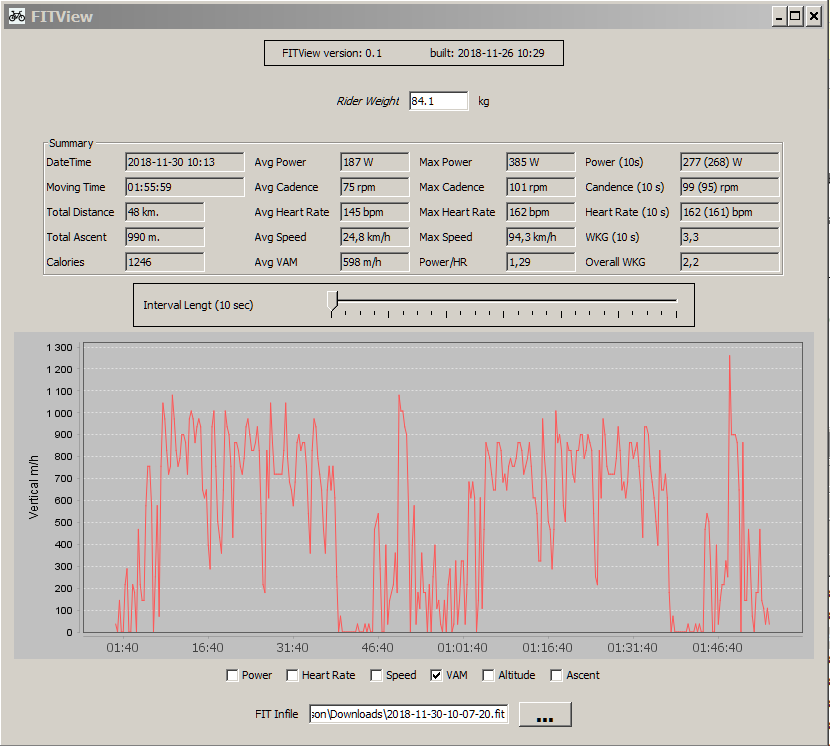 FITView
FITView version: 0.1 built: 2018-11-26 10:29
Rider Weight 84.1 kg
Summary
DateTime 2018-11-30 10:13 Avg Power 187 W Max Power 385 W Power (10s) 277 (268) W
Moving Time 01:55:59 Avg Cadence 75 rpm Max Cadence 101 rpm Candence (10 s) 99 (95) rpm
Total Distance 48 km. Avg Heart Rate 145 bpm Max Heart Rate 162 bpm Heart Rate (10 s) 162 (161) bpm
Total Ascent 990 m. Avg Speed 24,8 km/h Max Speed 94,3 km/h WKG (10 s) 3,3
Calories 1246 Avg VAM 598 m/h Power/HR 1,29 Overall WKG 2,2
Interval Lengt (10 sec)
Vertical m/h
1 300
1 200
1 100
1 000
900
800
700
600
500
400
300
200
100
0
01:40 16:40 31:40 46:40 01:01:40 01:16:40 01:31:40 01:46:40
Power Heart Rate Speed VAM Altitude Ascent
FIT Infile son\Downloads\2018-11-30-10-07-20.fit ...